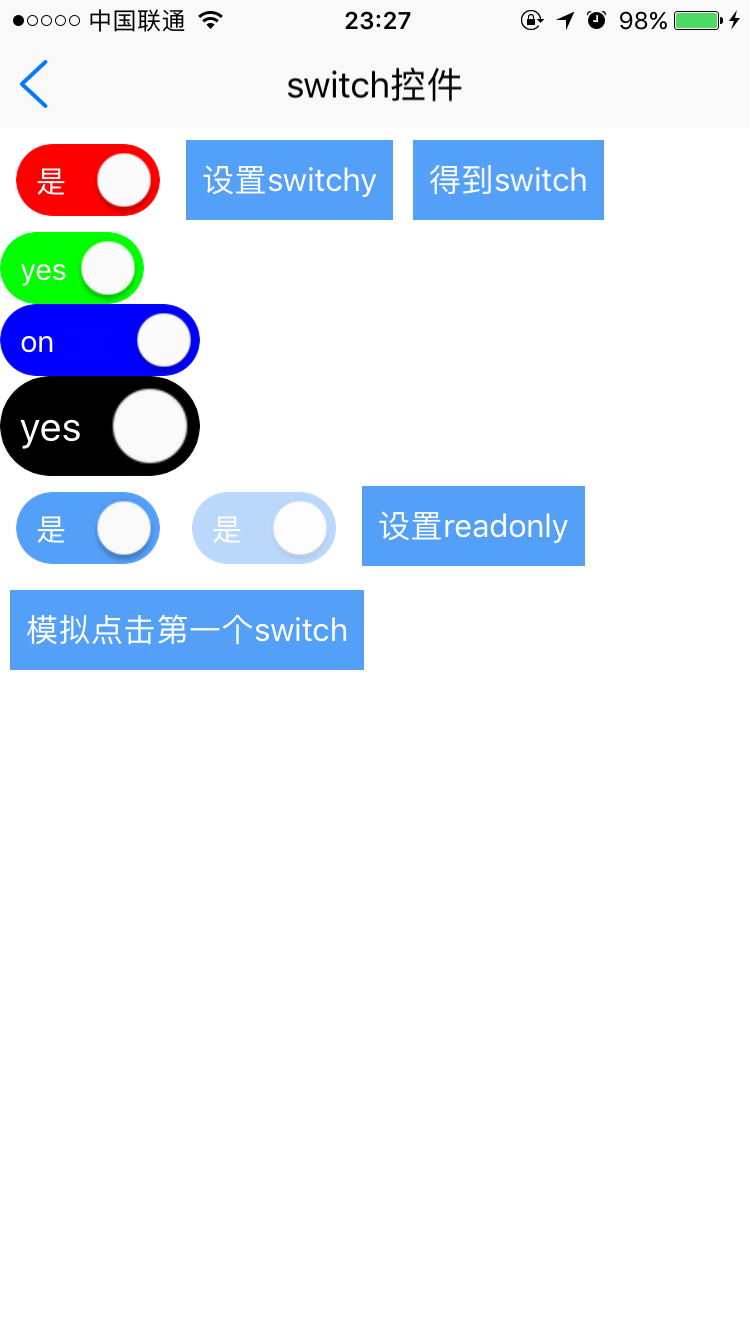 中国联通 23:27 98%
switch控件
是 设置switchy 得到switch
yes
on
yes
是 是 设置readonly
模拟点击第一个switch